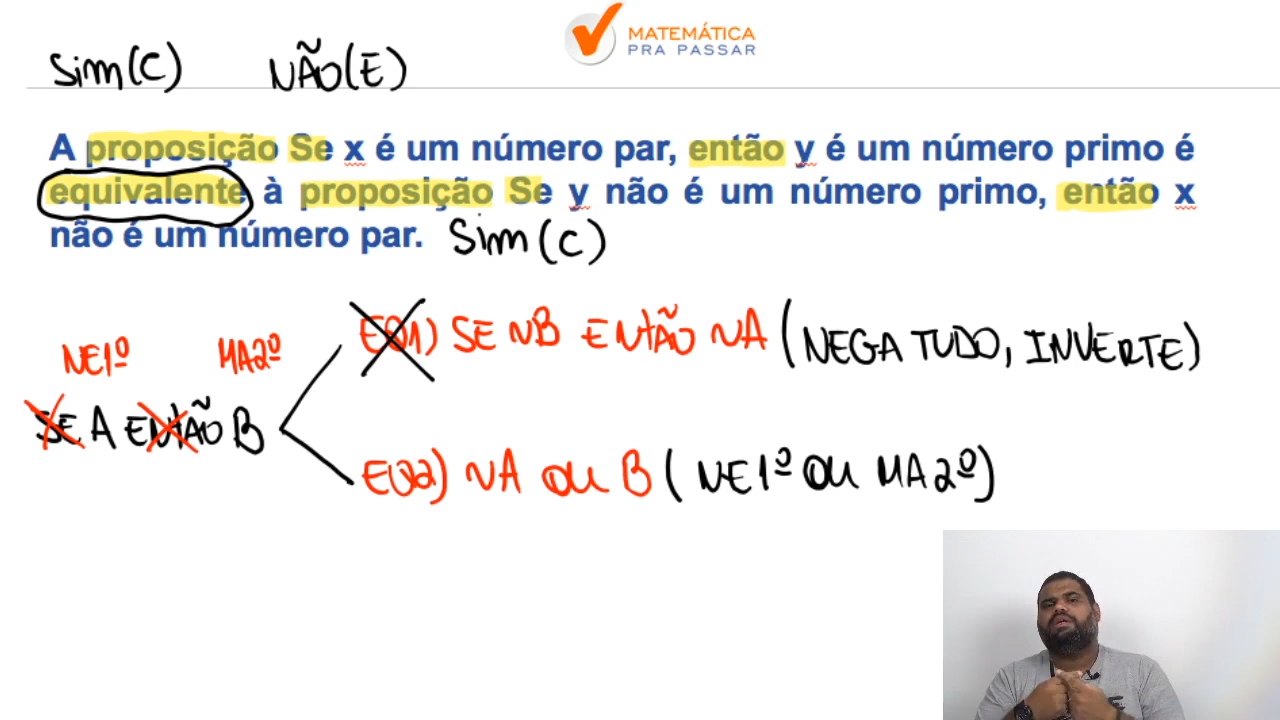 MATEMÁTICA
PRA PASSAR
Sim(C) NÃO(E)
A proposição Se x é um número par, então y é um número primo é
equivalente à proposição Se y não é um número primo, então x
não é um número par. Sim(C)
EQ1) SE NB ENTÃO NA (NEGA TUDO, INVERTE)
NE1º MA2º
SE A ENTÃO B
EQ2) NA OU B (NE1º OU MA2º)